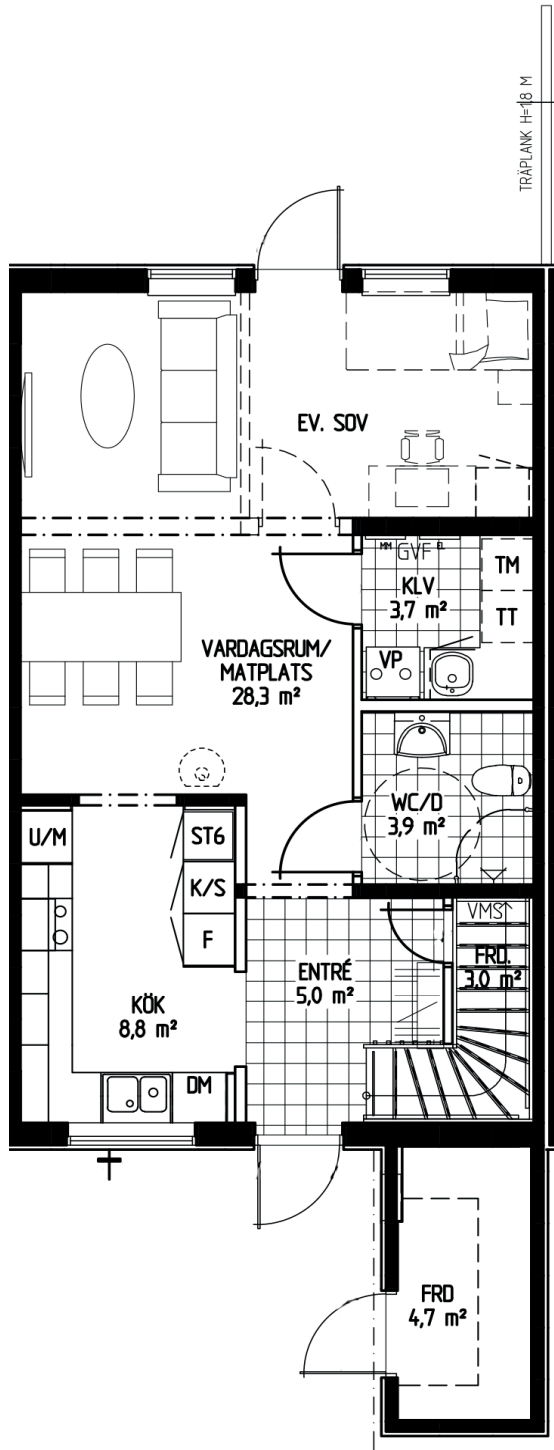 TRÄPLANK H=1,8 M
EV. SOV
MM GVF EL
KLV
3,7 m²
TM
TT
VP
VARDAGSRUM/
MATPLATS
28,3 m²
WC/D
3,9 m²
D
U/M
ST6
K/S
F
VMS
FRD.
3,0 m²
ENTRÉ
5,0 m²
KÖK
8,8 m²
DM
FRD
4,7 m²